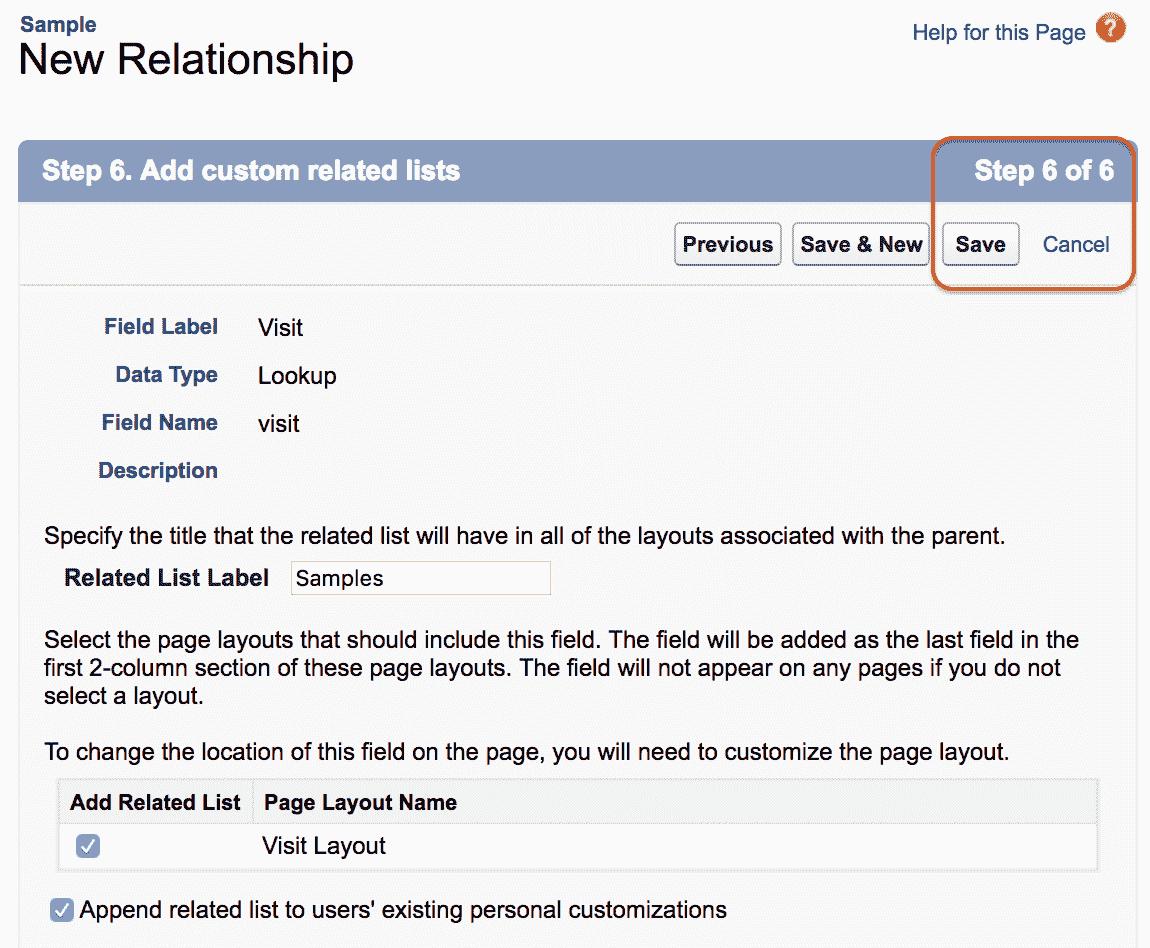 Sample
New Relationship
Help for this Page ?
Step 6. Add custom related lists
Step 6 of 6
Previous Save & New Save Cancel
Field Label Visit
Data Type Lookup
Field Name visit
Description
Specify the title that the related list will have in all of the layouts associated with the parent.
Related List Label Samples
Select the page layouts that should include this field. The field will be added as the last field in the
first 2-column section of these page layouts. The field will not appear on any pages if you do not
select a layout.
To change the location of this field on the page, you will need to customize the page layout.
Add Related List Page Layout Name
Visit Layout
Append related list to users' existing personal customizations